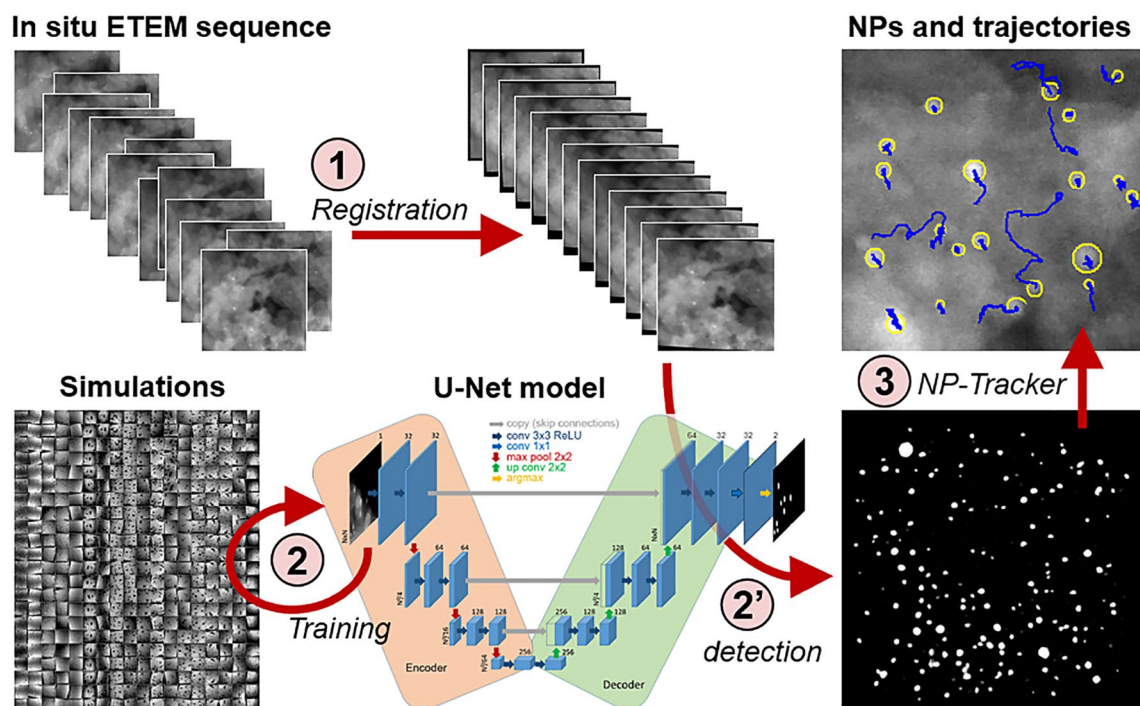 In situ ETEM sequence
NPs and trajectories
1
Registration
3 NP-Tracker
Simulations
U-Net model
copy (skip connections)
conv 3x3 ReLU
conv 1x1
max pool 2x2
up conv 2x2
argmax
1 32 32
64 32 32 2
NxN
NxN
64 64
128 64 64
128 128
256 128 128
256 256
Encoder
Decoder
2
Training
2’
detection